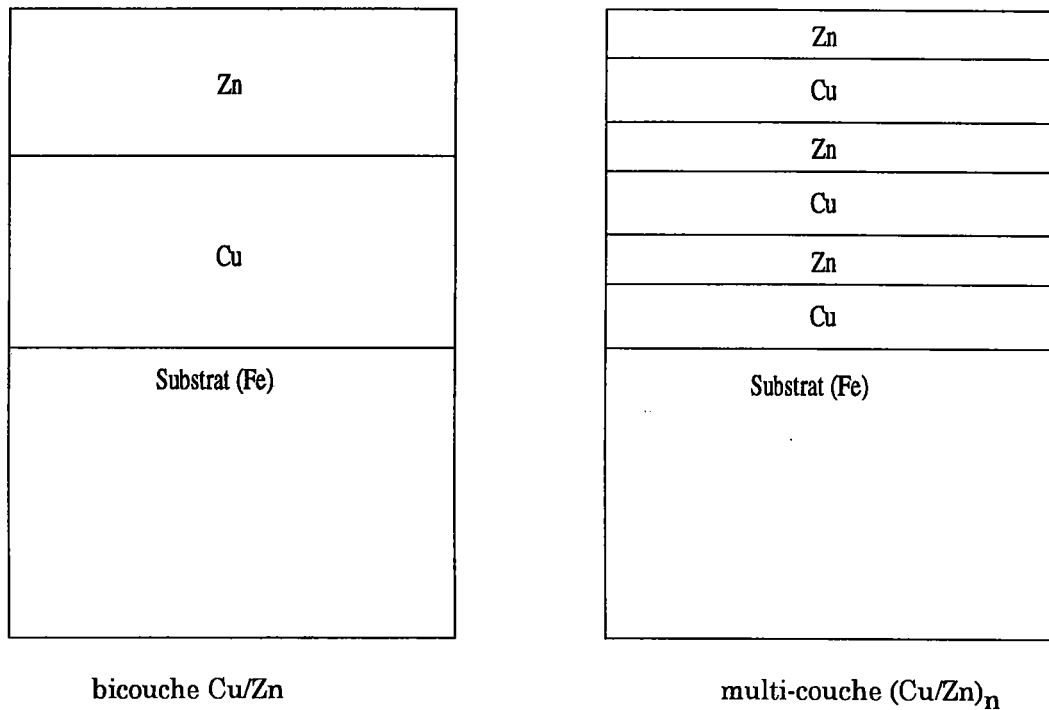 Zn
Cu
Substrat (Fe)
bicouche Cu/Zn
Zn
Cu
Zn
Cu
Zn
Cu
Substrat (Fe)
multi-couche (Cu/Zn)n